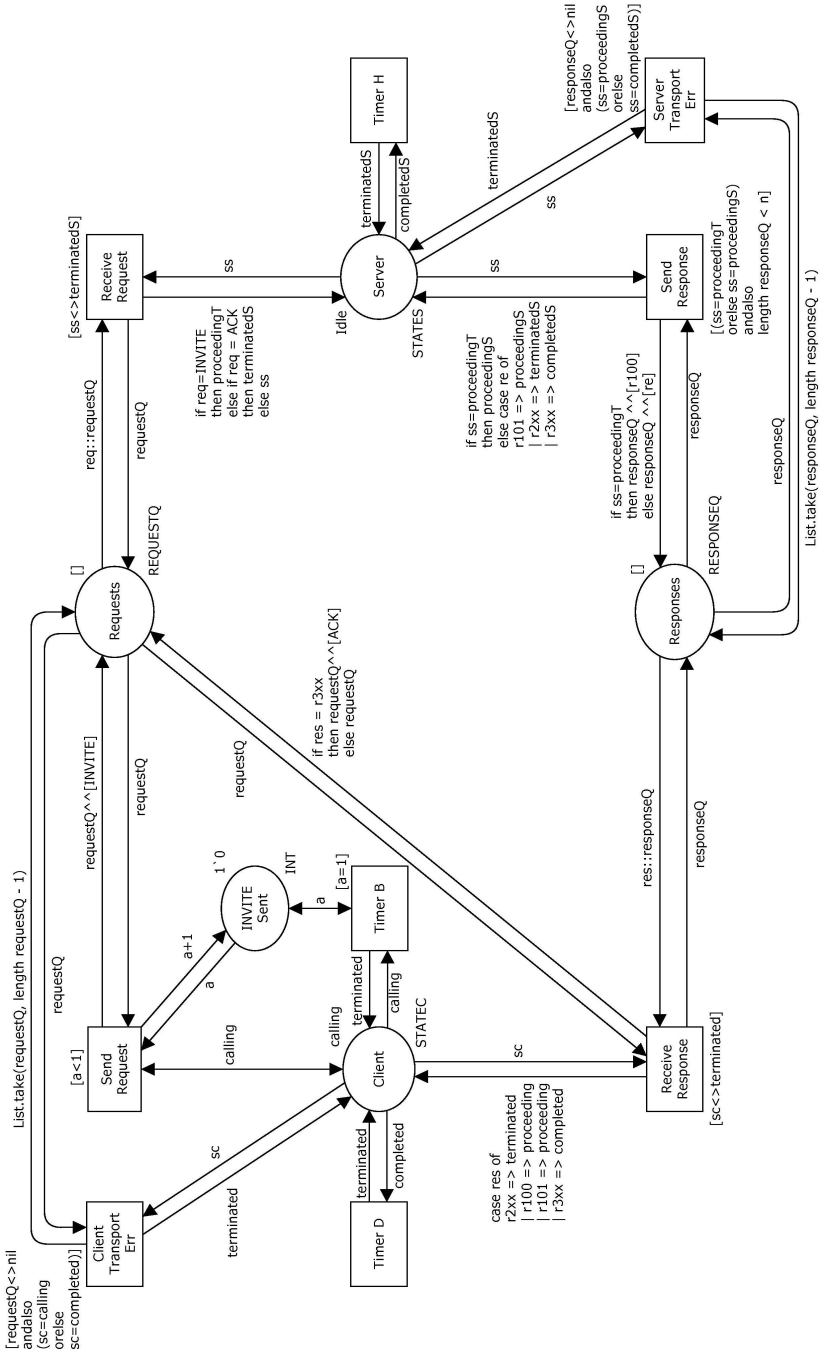 [requestQ<>nil
andalso
(sc=calling
orelse
sc=completed)]
Client
Transport
Err
List.take(requestQ, length requestQ - 1)
requestQ
[a<1]
Send
Request
requestQ^^[INVITE]
requestQ
[]
Requests
REQUESTQ
req::requestQ
requestQ
[ss<>terminatedS]
Receive
Request
sc
terminated
calling
a+1
a
1`0
INVITE
Sent
INT
a
[a=1]
Timer B
terminated
calling
calling
Client
STATEC
terminated
completed
Timer D
requestQ
if res = r3xx
then requestQ^^[ACK]
else requestQ
if req=INVITE
then proceedingT
else if req = ACK
then terminatedS
else ss
ss
Idle
Server
STATES
terminatedS
completedS
Timer H
sc
case res of
r2xx => terminated
| r100 => proceeding
| r101 => proceeding
| r3xx => completed
Receive
Response
[sc<>terminated]
res::responseQ
responseQ
[]
Responses
RESPONSEQ
if ss=proceedingT
then responseQ ^^[r100]
else responseQ ^^[re]
responseQ
if ss=proceedingT
then proceedingS
else case re of
r101 => proceedingS
| r2xx => terminatedS
| r3xx => completedS
ss
Send
Response
[(ss=proceedingT
orelse ss=proceedingS)
andalso
length responseQ < n]
terminatedS
ss
[responseQ<>nil
andalso
(ss=proceedingS
orelse
ss=completedS)]
Server
Transport
Err
responseQ
List.take(responseQ, length responseQ - 1)